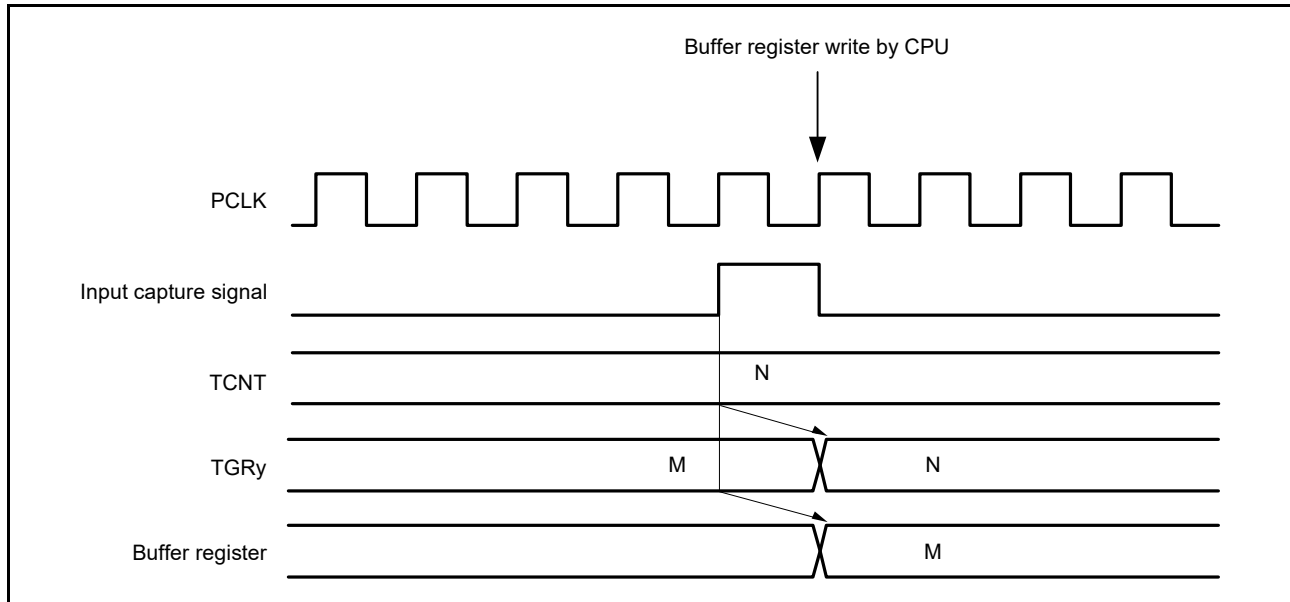 Buffer register write by CPU
PCLK
Input capture signal
TCNT
N
TGRy
M
N
Buffer register
M